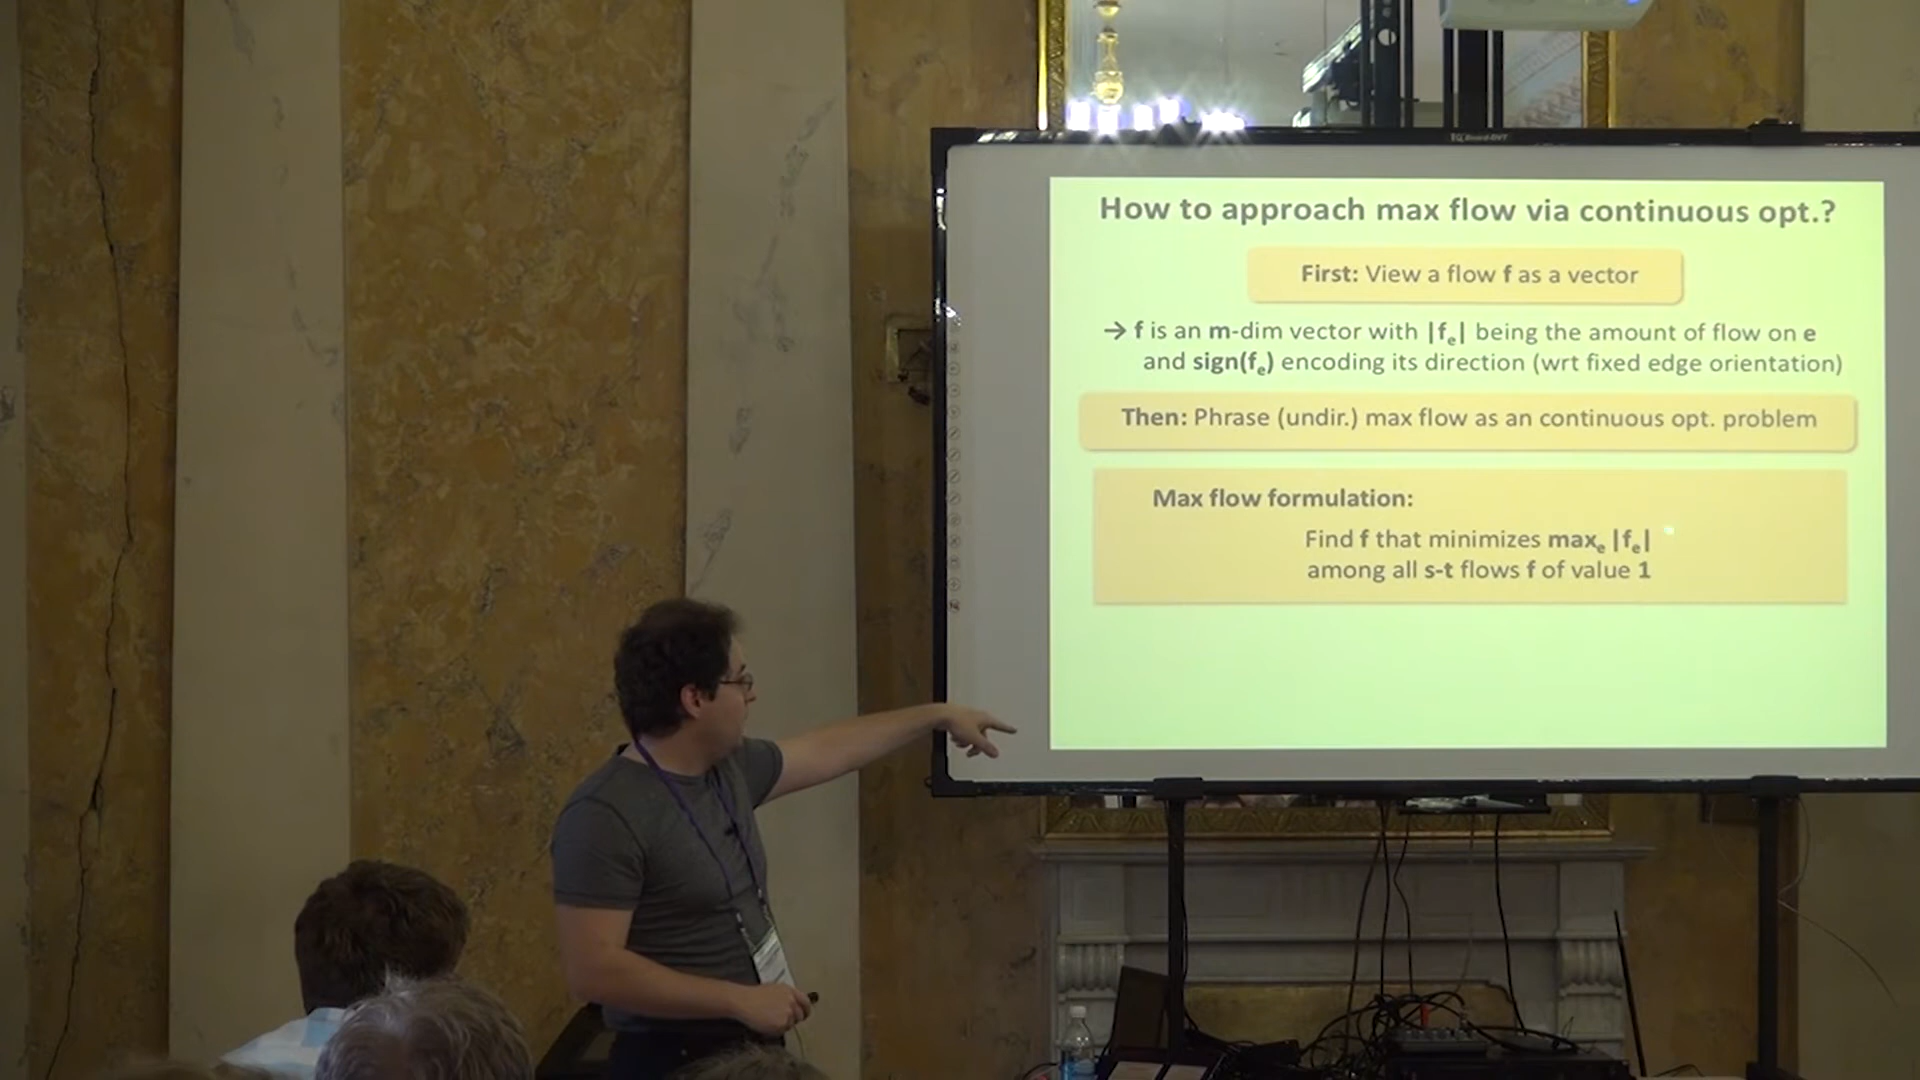 How to approach max flow via continuous opt.?
First: View a flow f as a vector
→ f is an m-dim vector with |fₑ| being the amount of flow on e
and sign(fₑ) encoding its direction (wrt fixed edge orientation)
Then: Phrase (undir.) max flow as an continuous opt. problem
Max flow formulation:
Find f that minimizes maxₑ |fₑ|
among all s-t flows f of value 1